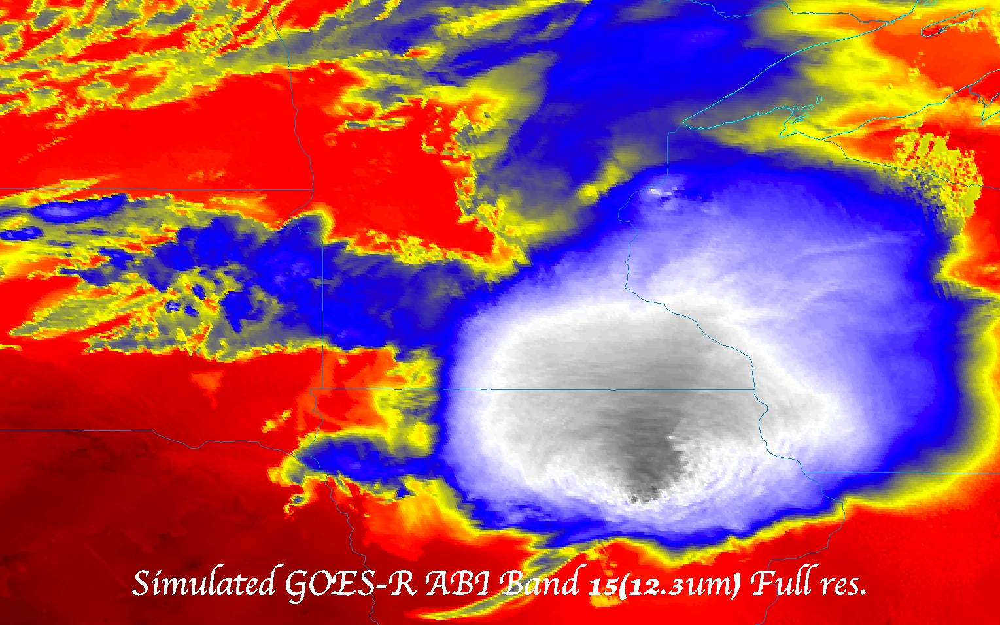 Simulated GOES-R ABI Band 15(12.3um) Full res.